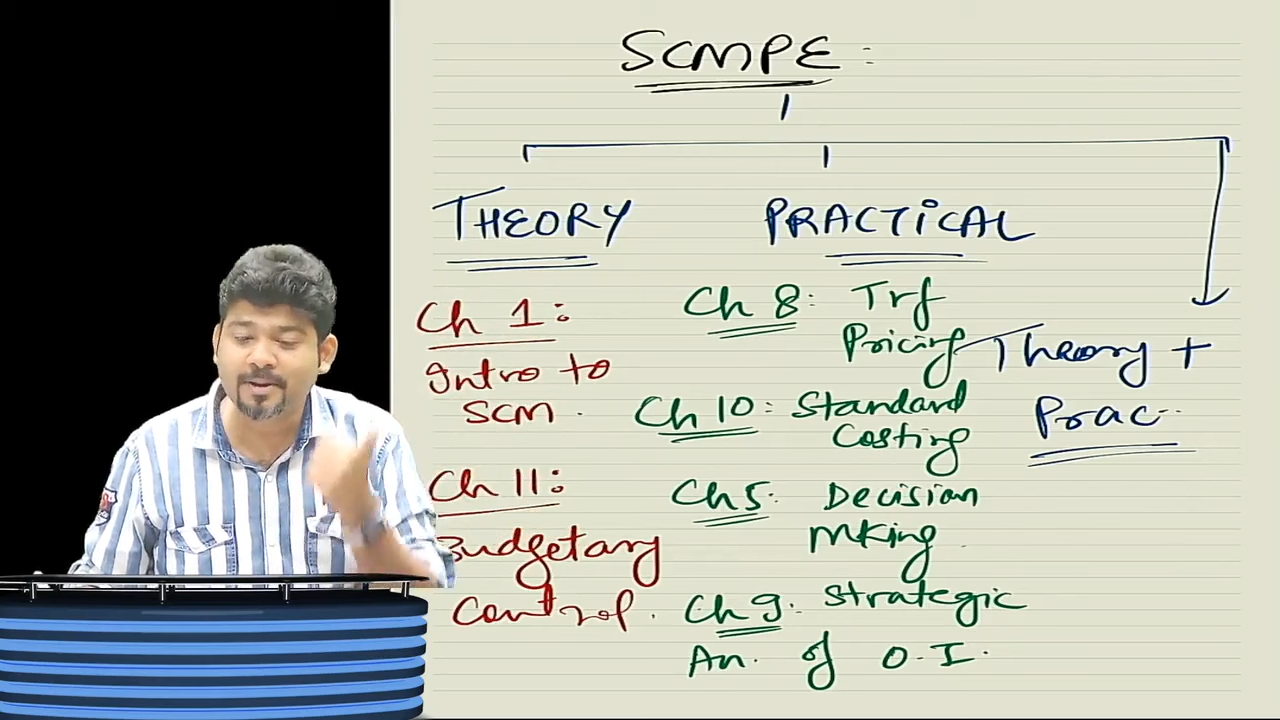 SCMPE :
THEORY
Ch 1 :
Intro to
SCM .
Ch 11 :
Budgetary
Control .
PRACTICAL
Ch 8 : Trf
Pricing
Ch 10 : Standard
Costing
Ch 5 . Decision
Mking .
Ch 9 . Strategic
An . of O.I .
Theory +
Prac ..